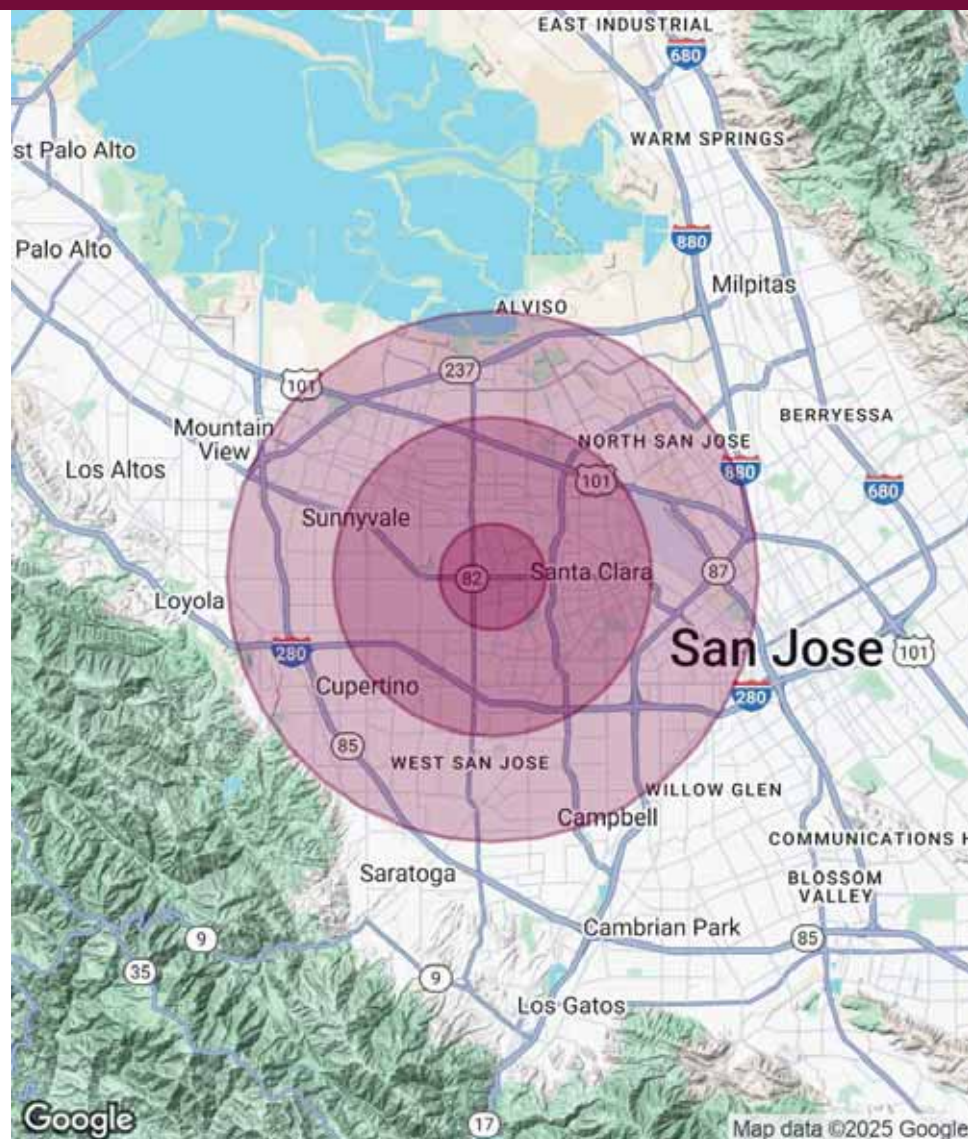 EAST INDUSTRIAL
680
WARM SPRINGS
st Palo Alto
880
Palo Alto
Milpitas
ALVISO
237
101
BERRYESSA
Mountain
View
NORTH SAN JOSE
Los Altos
880
101
680
Sunnyvale
82
Santa Clara
87
Loyola
San Jose
101
280
Cupertino
280
85
WEST SAN JOSE
WILLOW GLEN
Campbell
COMMUNICATIONS H
Saratoga
BLOSSOM
VALLEY
Cambrian Park
85
9
35
9
Los Gatos
Google
17
Map data ©2025 Google